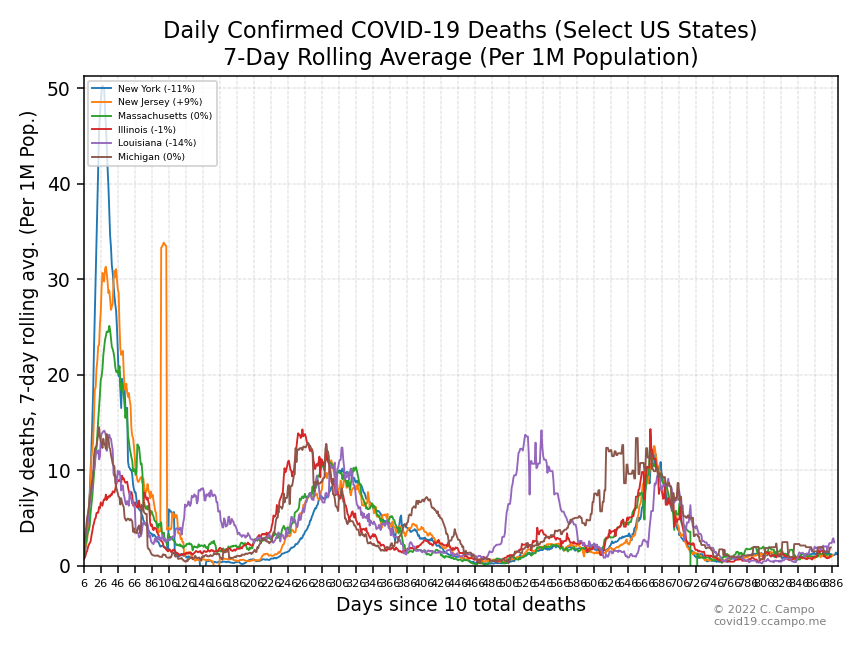 Daily Confirmed COVID-19 Deaths (Select US States)
7-Day Rolling Average (Per 1M Population)
Daily deaths, 7-day rolling avg. (Per 1M Pop.)
50
40
30
20
10
0
New York (-11%)
New Jersey (+9%)
Massachusetts (0%)
Illinois (-1%)
Louisiana (-14%)
Michigan (0%)
6 26 46 66 86 106 126 146 166 186 206 226 246 266 286 306 326 346 366 386 406 426 446 466 486 506 526 546 566 586 606 626 646 666 686 706 726 746 766 786 806 826 846 866 886
Days since 10 total deaths
© 2022 C. Campo
covid19.ccampo.me